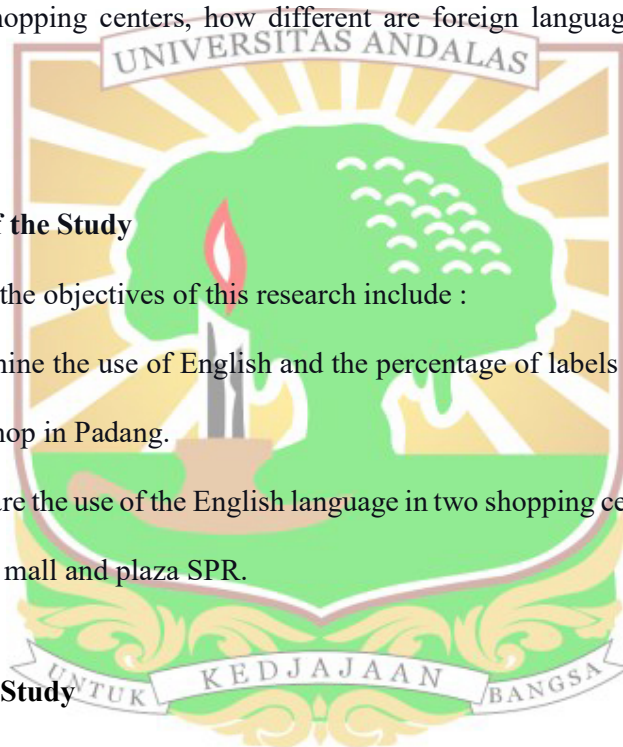 hopping centers, how different are foreign languag
UNIVERSITAS ANDALAS
f the Study
the objectives of this research include :
nine the use of English and the percentage of labels
hop in Padang.
are the use of the English language in two shopping ce
mall and plaza SPR.
UNTUK KEDJAJAAN BANGSA
Study